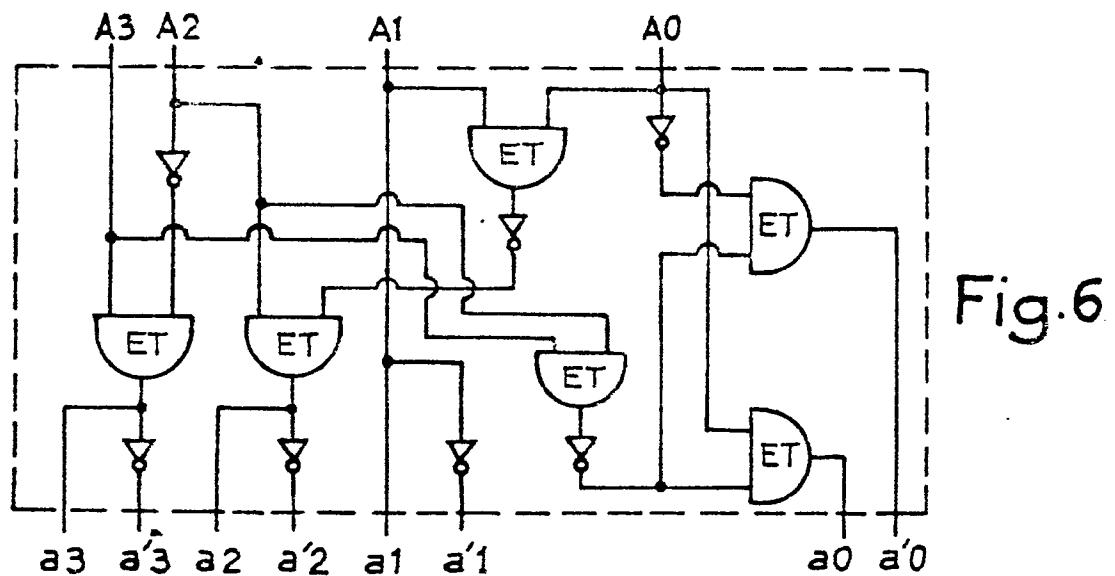 A3 A2 A1 A0
ET
ET
Fig.6
ET ET
ET
ET
a3 a'3 a2 a'2 a1 a'1 a0 a'0